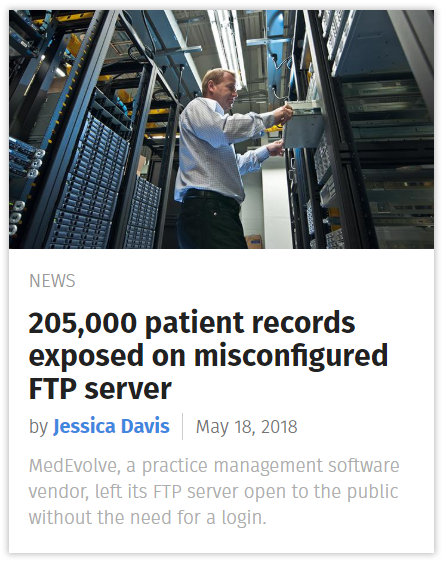 NEWS
205,000 patient records
exposed on misconfigured
FTP server
by Jessica Davis | May 18, 2018
MedEvolve, a practice management software
vendor, left its FTP server open to the public
without the need for a login.